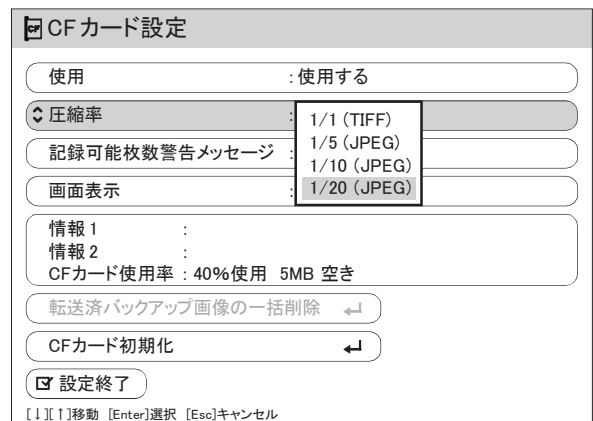 CFカード設定
使用 :使用する
圧縮率 :
1/1 (TIFF)
1/5 (JPEG)
1/10 (JPEG)
1/20 (JPEG)
記録可能枚数警告メッセージ :
画面表示 :
情報1 :
情報2 :
CFカード使用率 : 40%使用 5MB 空き
転送済バックアップ画像の一括削除 ↵
CFカード初期化 ↵
設定終了
[↓][↑]移動 [Enter]選択 [Esc]キャンセル